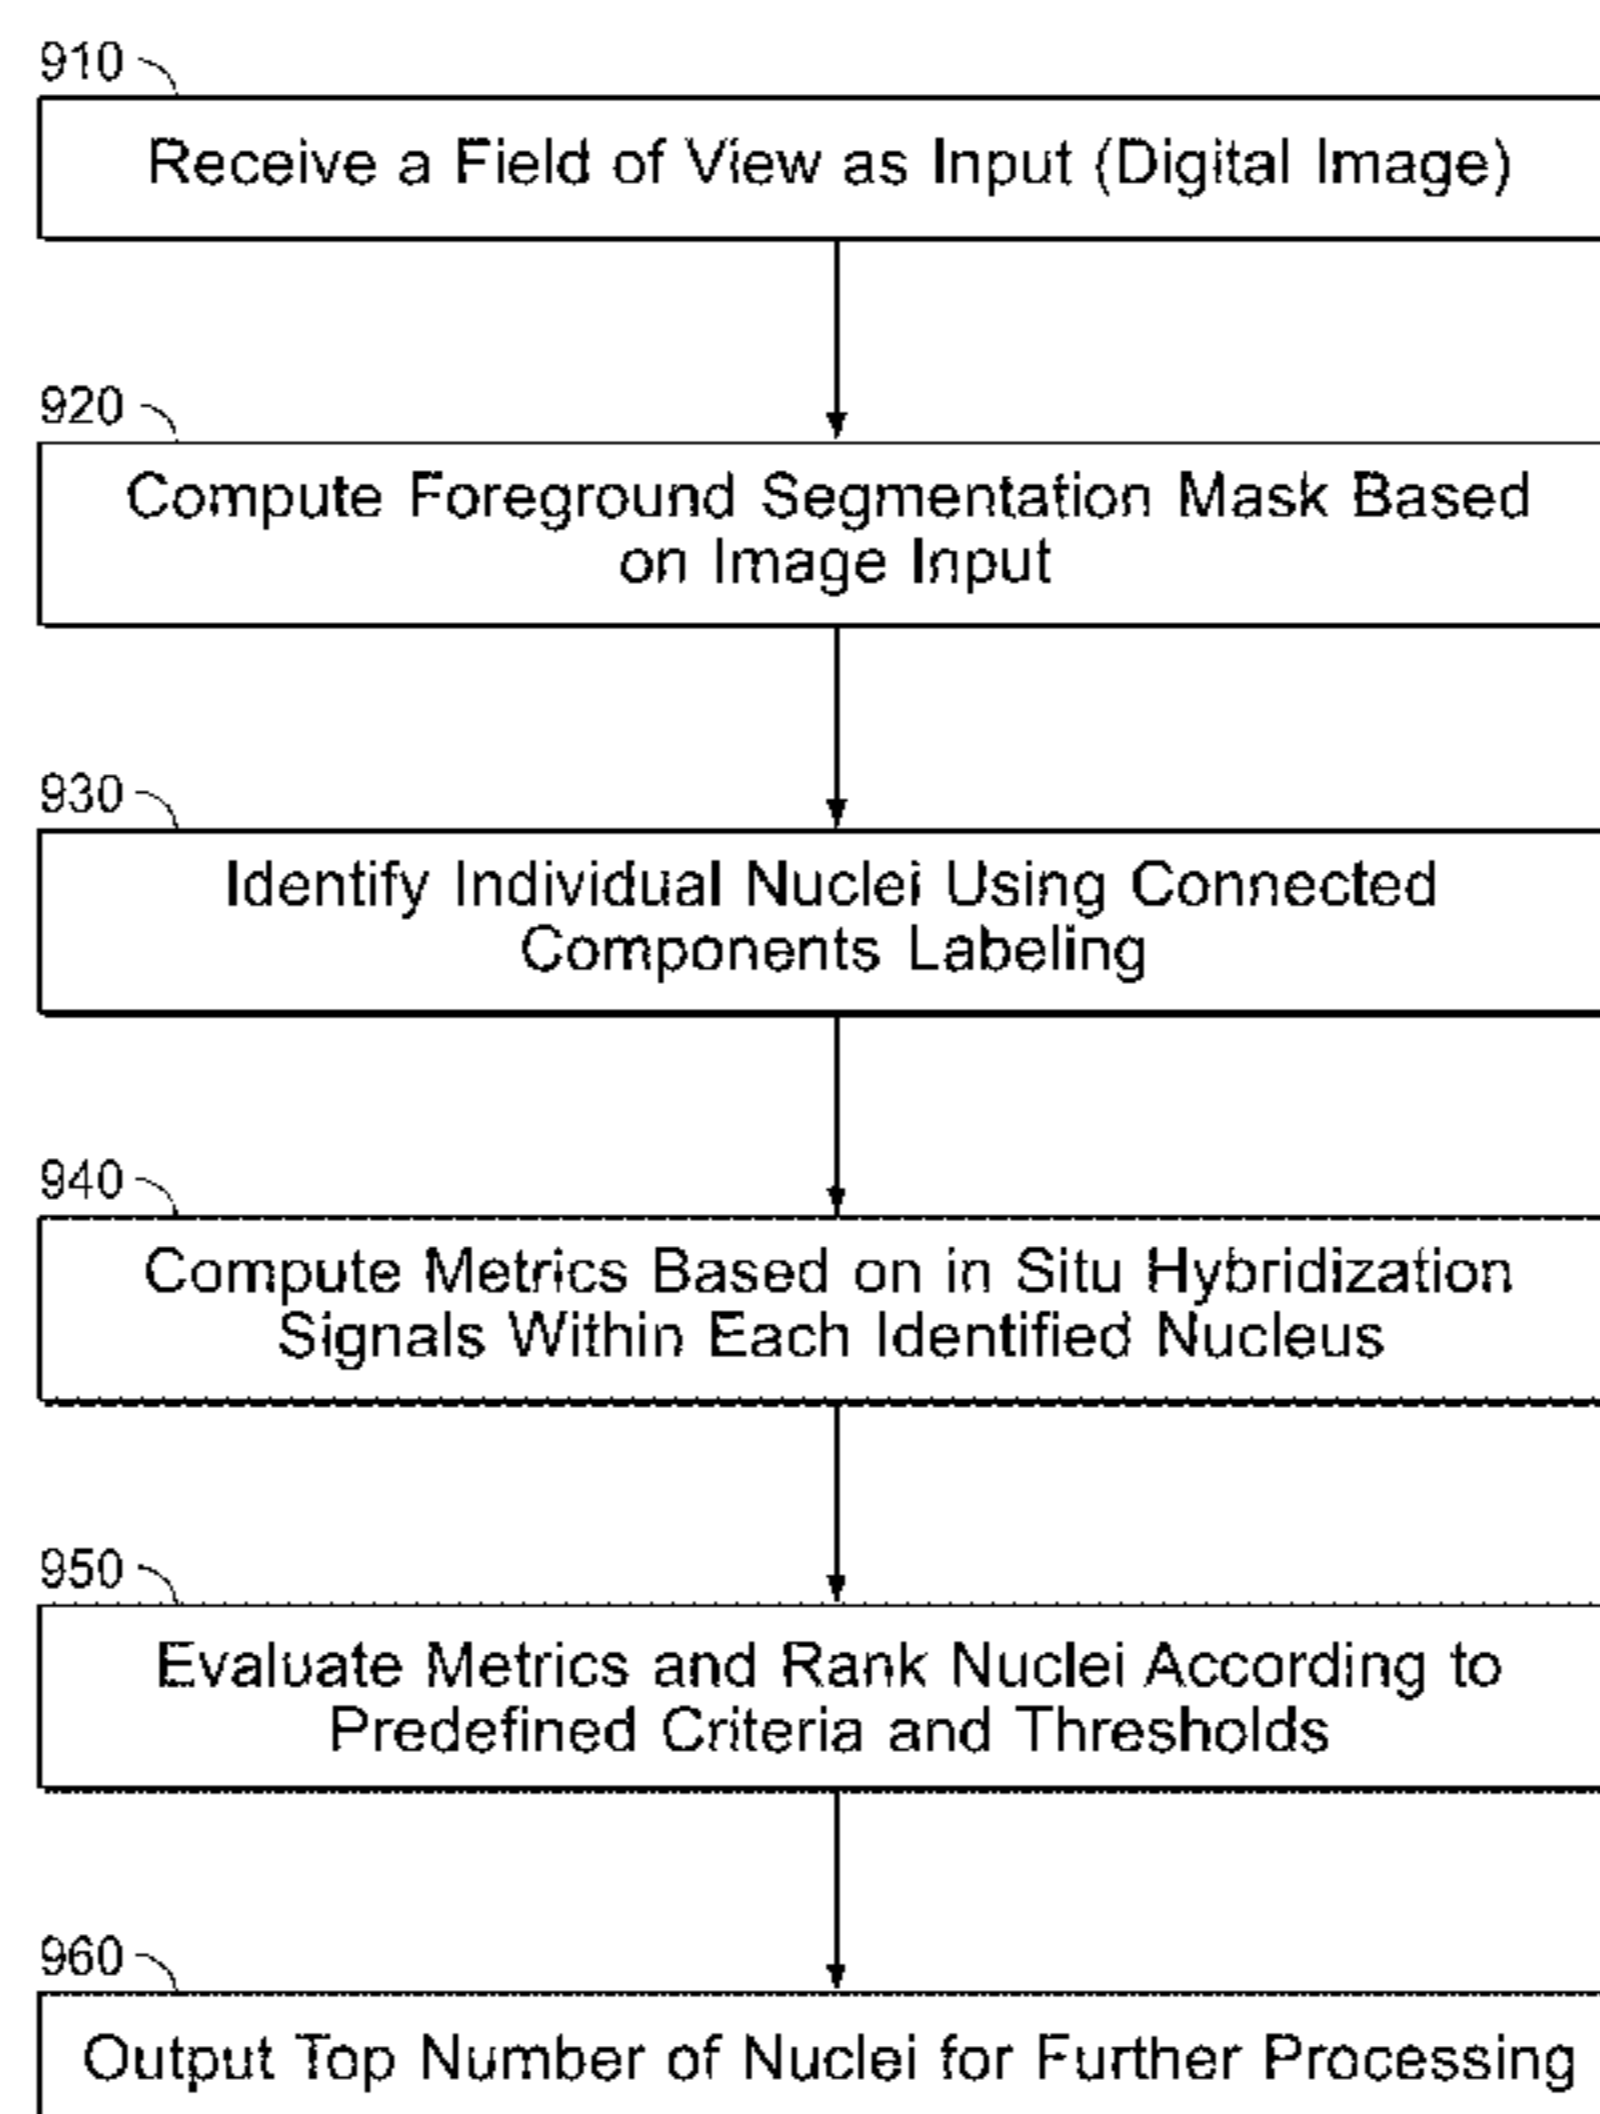 910
Receive a Field of View as Input (Digital Image)
920
Compute Foreground Segmentation Mask Based
on Image Input
930
Identify Individual Nuclei Using Connected
Components Labeling
940
Compute Metrics Based on in Situ Hybridization
Signals Within Each Identified Nucleus
950
Evaluate Metrics and Rank Nuclei According to
Predefined Criteria and Thresholds
960
Output Top Number of Nuclei for Further Processing